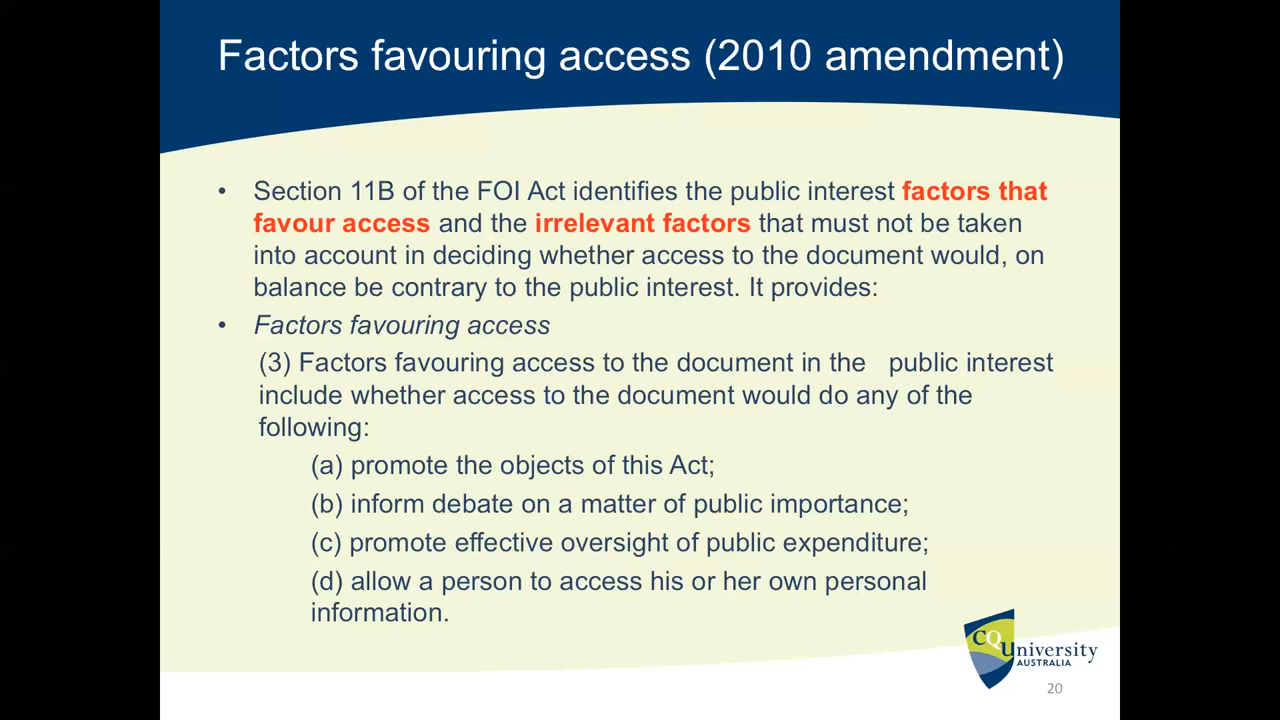 Factors favouring access (2010 amendment)
• Section 11B of the FOI Act identifies the public interest factors that
favour access and the irrelevant factors that must not be taken
into account in deciding whether access to the document would, on
balance be contrary to the public interest. It provides:
• Factors favouring access
(3) Factors favouring access to the document in the public interest
include whether access to the document would do any of the
following:
(a) promote the objects of this Act;
(b) inform debate on a matter of public importance;
(c) promote effective oversight of public expenditure;
(d) allow a person to access his or her own personal
information.
CQUniversity
AUSTRALIA
20